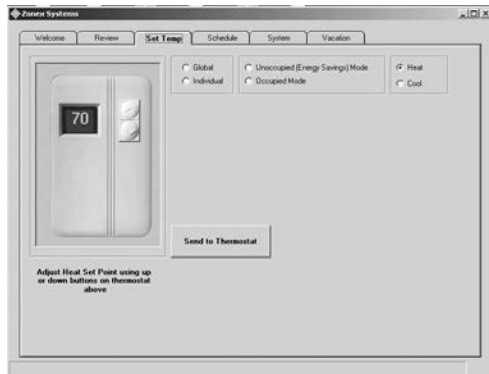 Zonex Systems
Welcome Review Set Temp Schedule System Vacation
Global Unoccupied (Energy Savings) Mode Heat
Individual Occupied Mode Cool
70
Send to Thermostat
Adjust Heat Set Point using up
or down buttons on thermostat
above